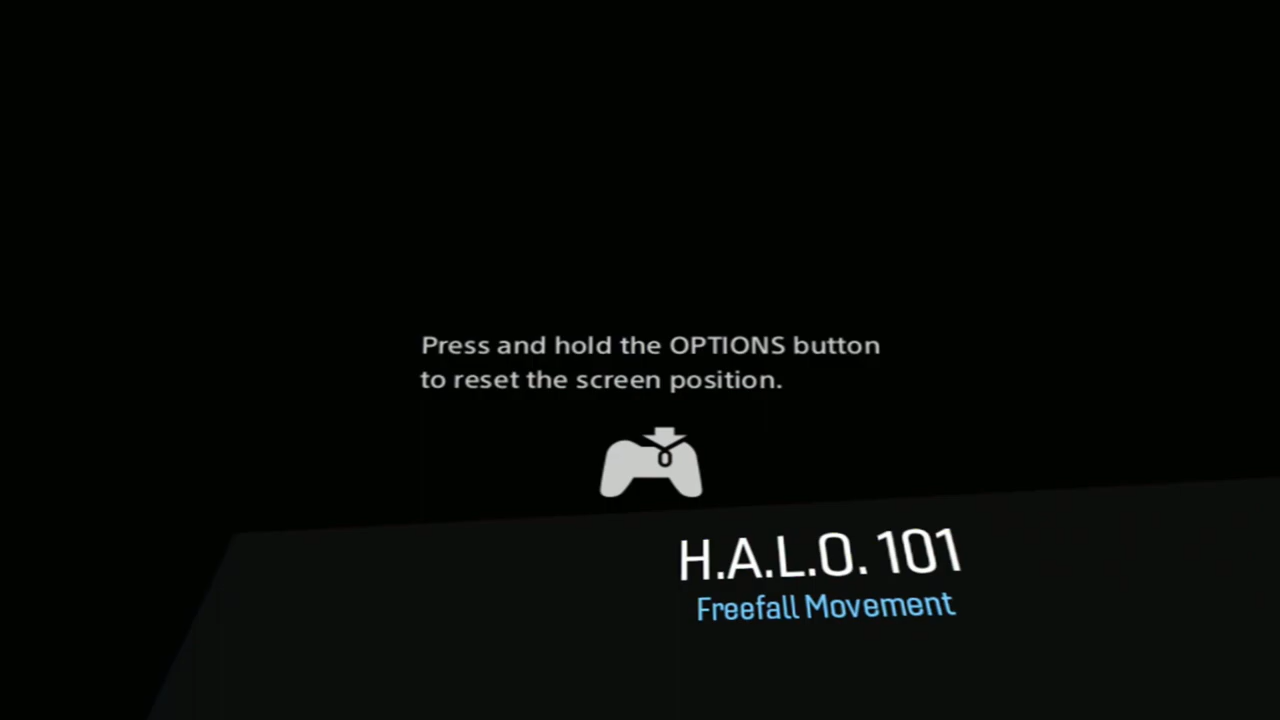 Press and hold the OPTIONS button
to reset the screen position.
H.A.L.O. 101
Freefall Movement